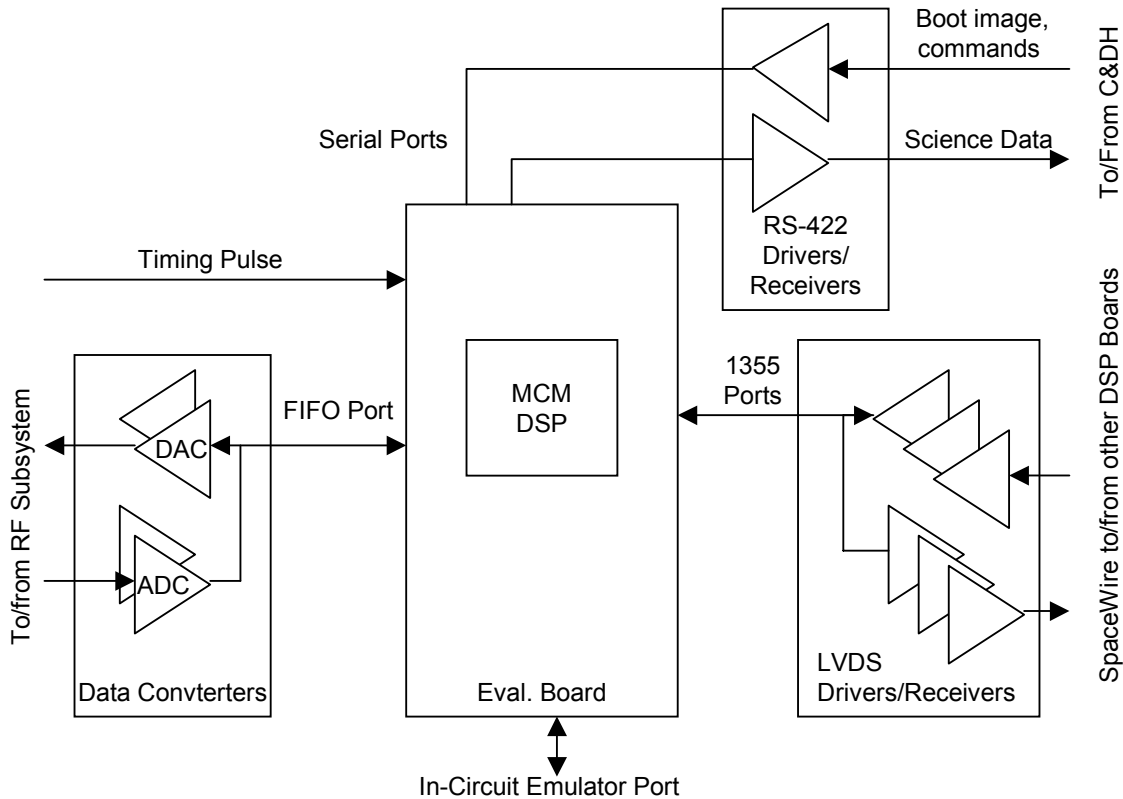 Boot image,
commands
To/From C&DH
Serial Ports
Science Data
RS-422
Drivers/
Receivers
Timing Pulse
MCM
DSP
1355
Ports
FIFO Port
DAC
ADC
To/from RF Subsystem
SpaceWire to/from other DSP Boards
LVDS
Drivers/Receivers
Data Convterters
Eval. Board
In-Circuit Emulator Port